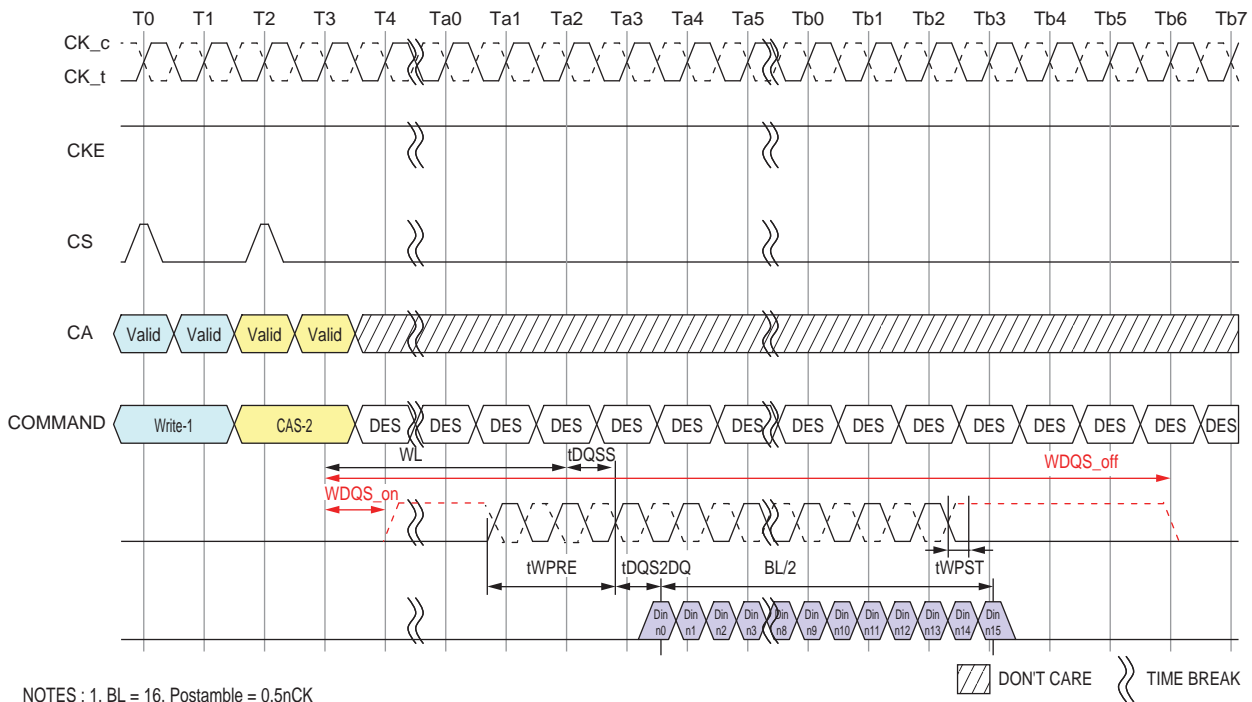 T0 T1 T2 T3 T4 Ta0 Ta1 Ta2 Ta3 Ta4 Ta5 Tb0 Tb1 Tb2 Tb3 Tb4 Tb5 Tb6 Tb7
CK_c
CK_t
CKE
CS
CA Valid Valid Valid Valid
COMMAND Write-1 CAS-2 DES DES DES DES DES DES DES DES DES DES DES DES DES DES DES
WL tDQSS WDQS_off
WDQS_on
tWPRE tDQS2DQ BL/2 tWPST
Din Din Din Din Din Din Din Din Din Din Din Din
n0 n1 n2 n3 n8 n9 n10 n11 n12 n13 n14 n15
DON'T CARE TIME BREAK
NOTES : 1. BL = 16, Postamble = 0.5nCK